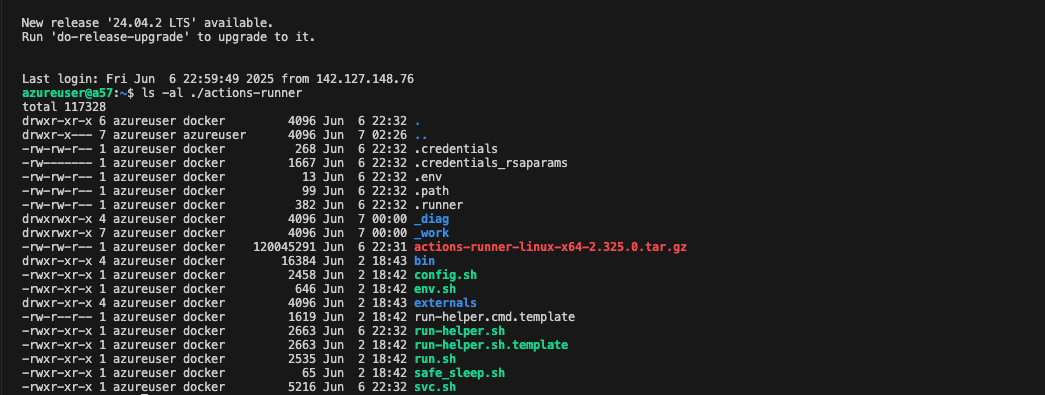 New release '24.04.2 LTS' available.
Run 'do-release-upgrade' to upgrade to it.
Last login: Fri Jun  6 22:59:49 2025 from 142.127.148.76
azureuser@a57:~$ ls -al ./actions-runner
total 117328
drwxr-xr-x 6 azureuser docker         4096 Jun  6 22:32 .
drwxr-x--- 7 azureuser azureuser      4096 Jun  7 02:26 ..
-rw-rw-r-- 1 azureuser docker          268 Jun  6 22:32 .credentials
-rw------- 1 azureuser docker         1667 Jun  6 22:32 .credentials_rsaparams
-rw-rw-r-- 1 azureuser docker           13 Jun  6 22:32 .env
-rw-rw-r-- 1 azureuser docker           99 Jun  6 22:32 .path
-rw-rw-r-- 1 azureuser docker          382 Jun  6 22:32 .runner
drwxrwxr-x 4 azureuser docker         4096 Jun  7 00:00 _diag
drwxrwxr-x 7 azureuser docker         4096 Jun  7 00:00 _work
-rw-rw-r-- 1 azureuser docker    120045291 Jun  6 22:31 actions-runner-linux-x64-2.325.0.tar.gz
drwxr-xr-x 4 azureuser docker        16384 Jun  2 18:43 bin
-rwxr-xr-x 1 azureuser docker         2458 Jun  2 18:42 config.sh
-rwxr-xr-x 1 azureuser docker          646 Jun  2 18:42 env.sh
drwxr-xr-x 4 azureuser docker         4096 Jun  2 18:43 externals
-rw-r--r-- 1 azureuser docker         1619 Jun  2 18:42 run-helper.cmd.template
-rwxr-xr-x 1 azureuser docker         2663 Jun  6 22:32 run-helper.sh
-rwxr-xr-x 1 azureuser docker         2663 Jun  2 18:42 run-helper.sh.template
-rwxr-xr-x 1 azureuser docker         2535 Jun  2 18:42 run.sh
-rwxr-xr-x 1 azureuser docker           65 Jun  2 18:42 safe_sleep.sh
-rwxr-xr-x 1 azureuser docker         5216 Jun  6 22:32 svc.sh